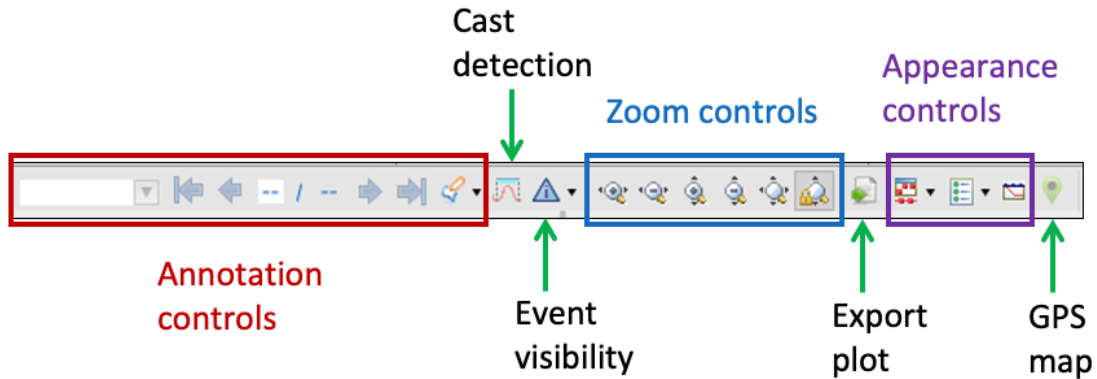 Cast
detection
Zoom controls
Appearance
controls
-- / --
Annotation
controls
Event
visibility
Export
plot
GPS
map